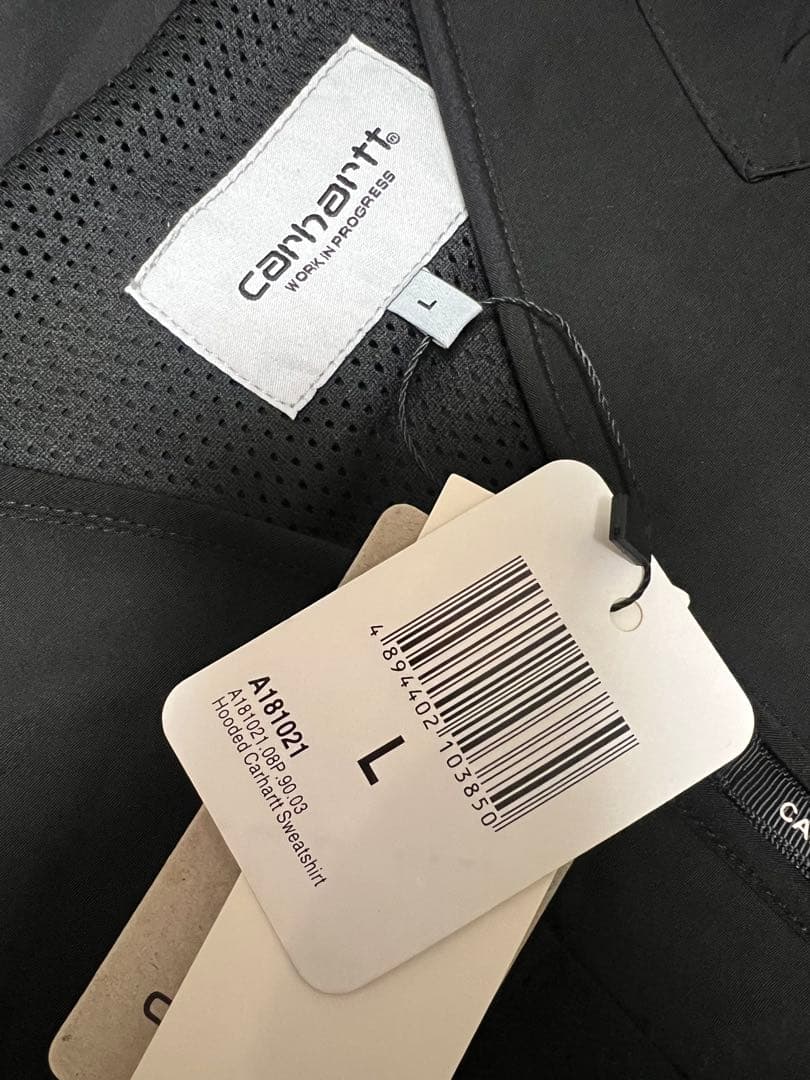 carhartt®
WORK IN PROGRESS
L
4 894402 103850
L
A181021
A181021.08P.90.03
Hooded Carhartt Sweatshirt
CA